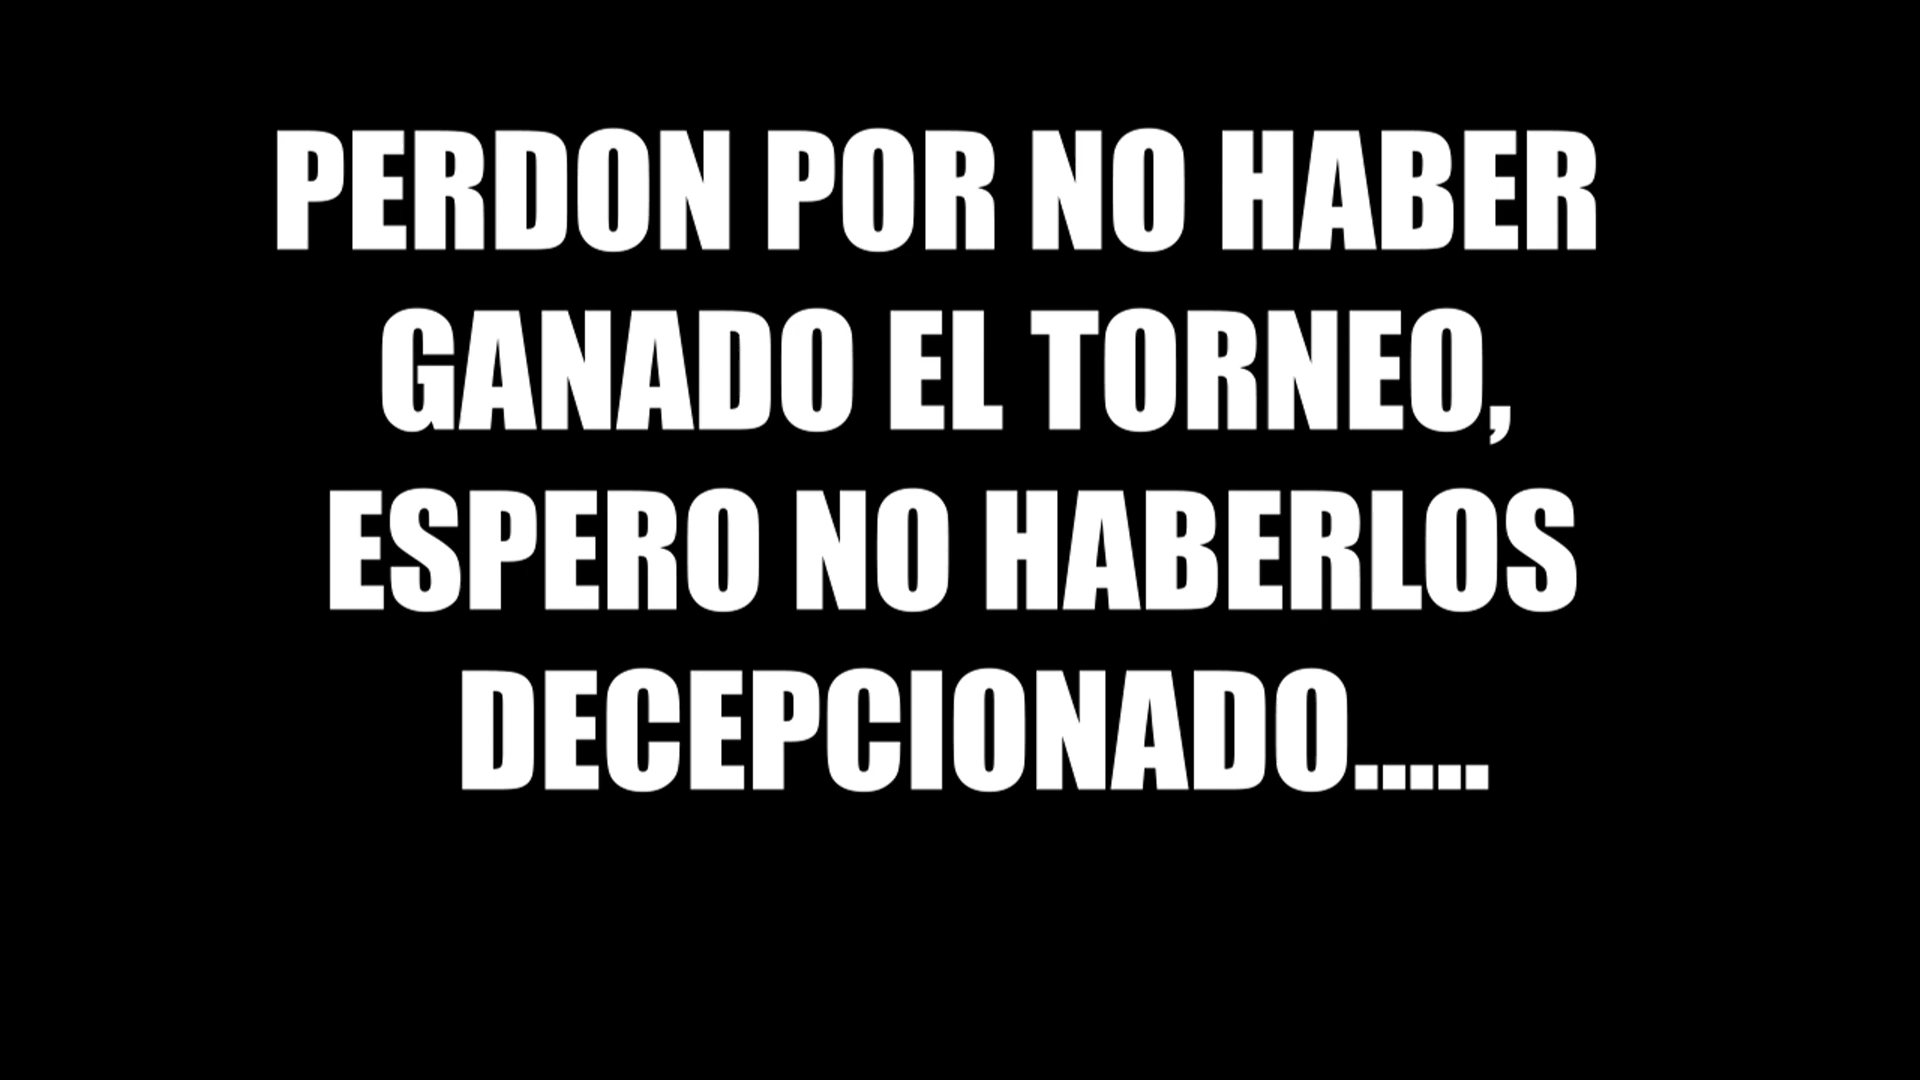 PERDON POR NO HABER
GANADO EL TORNEO,
ESPERO NO HABERLOS
DECEPCIONADO.....